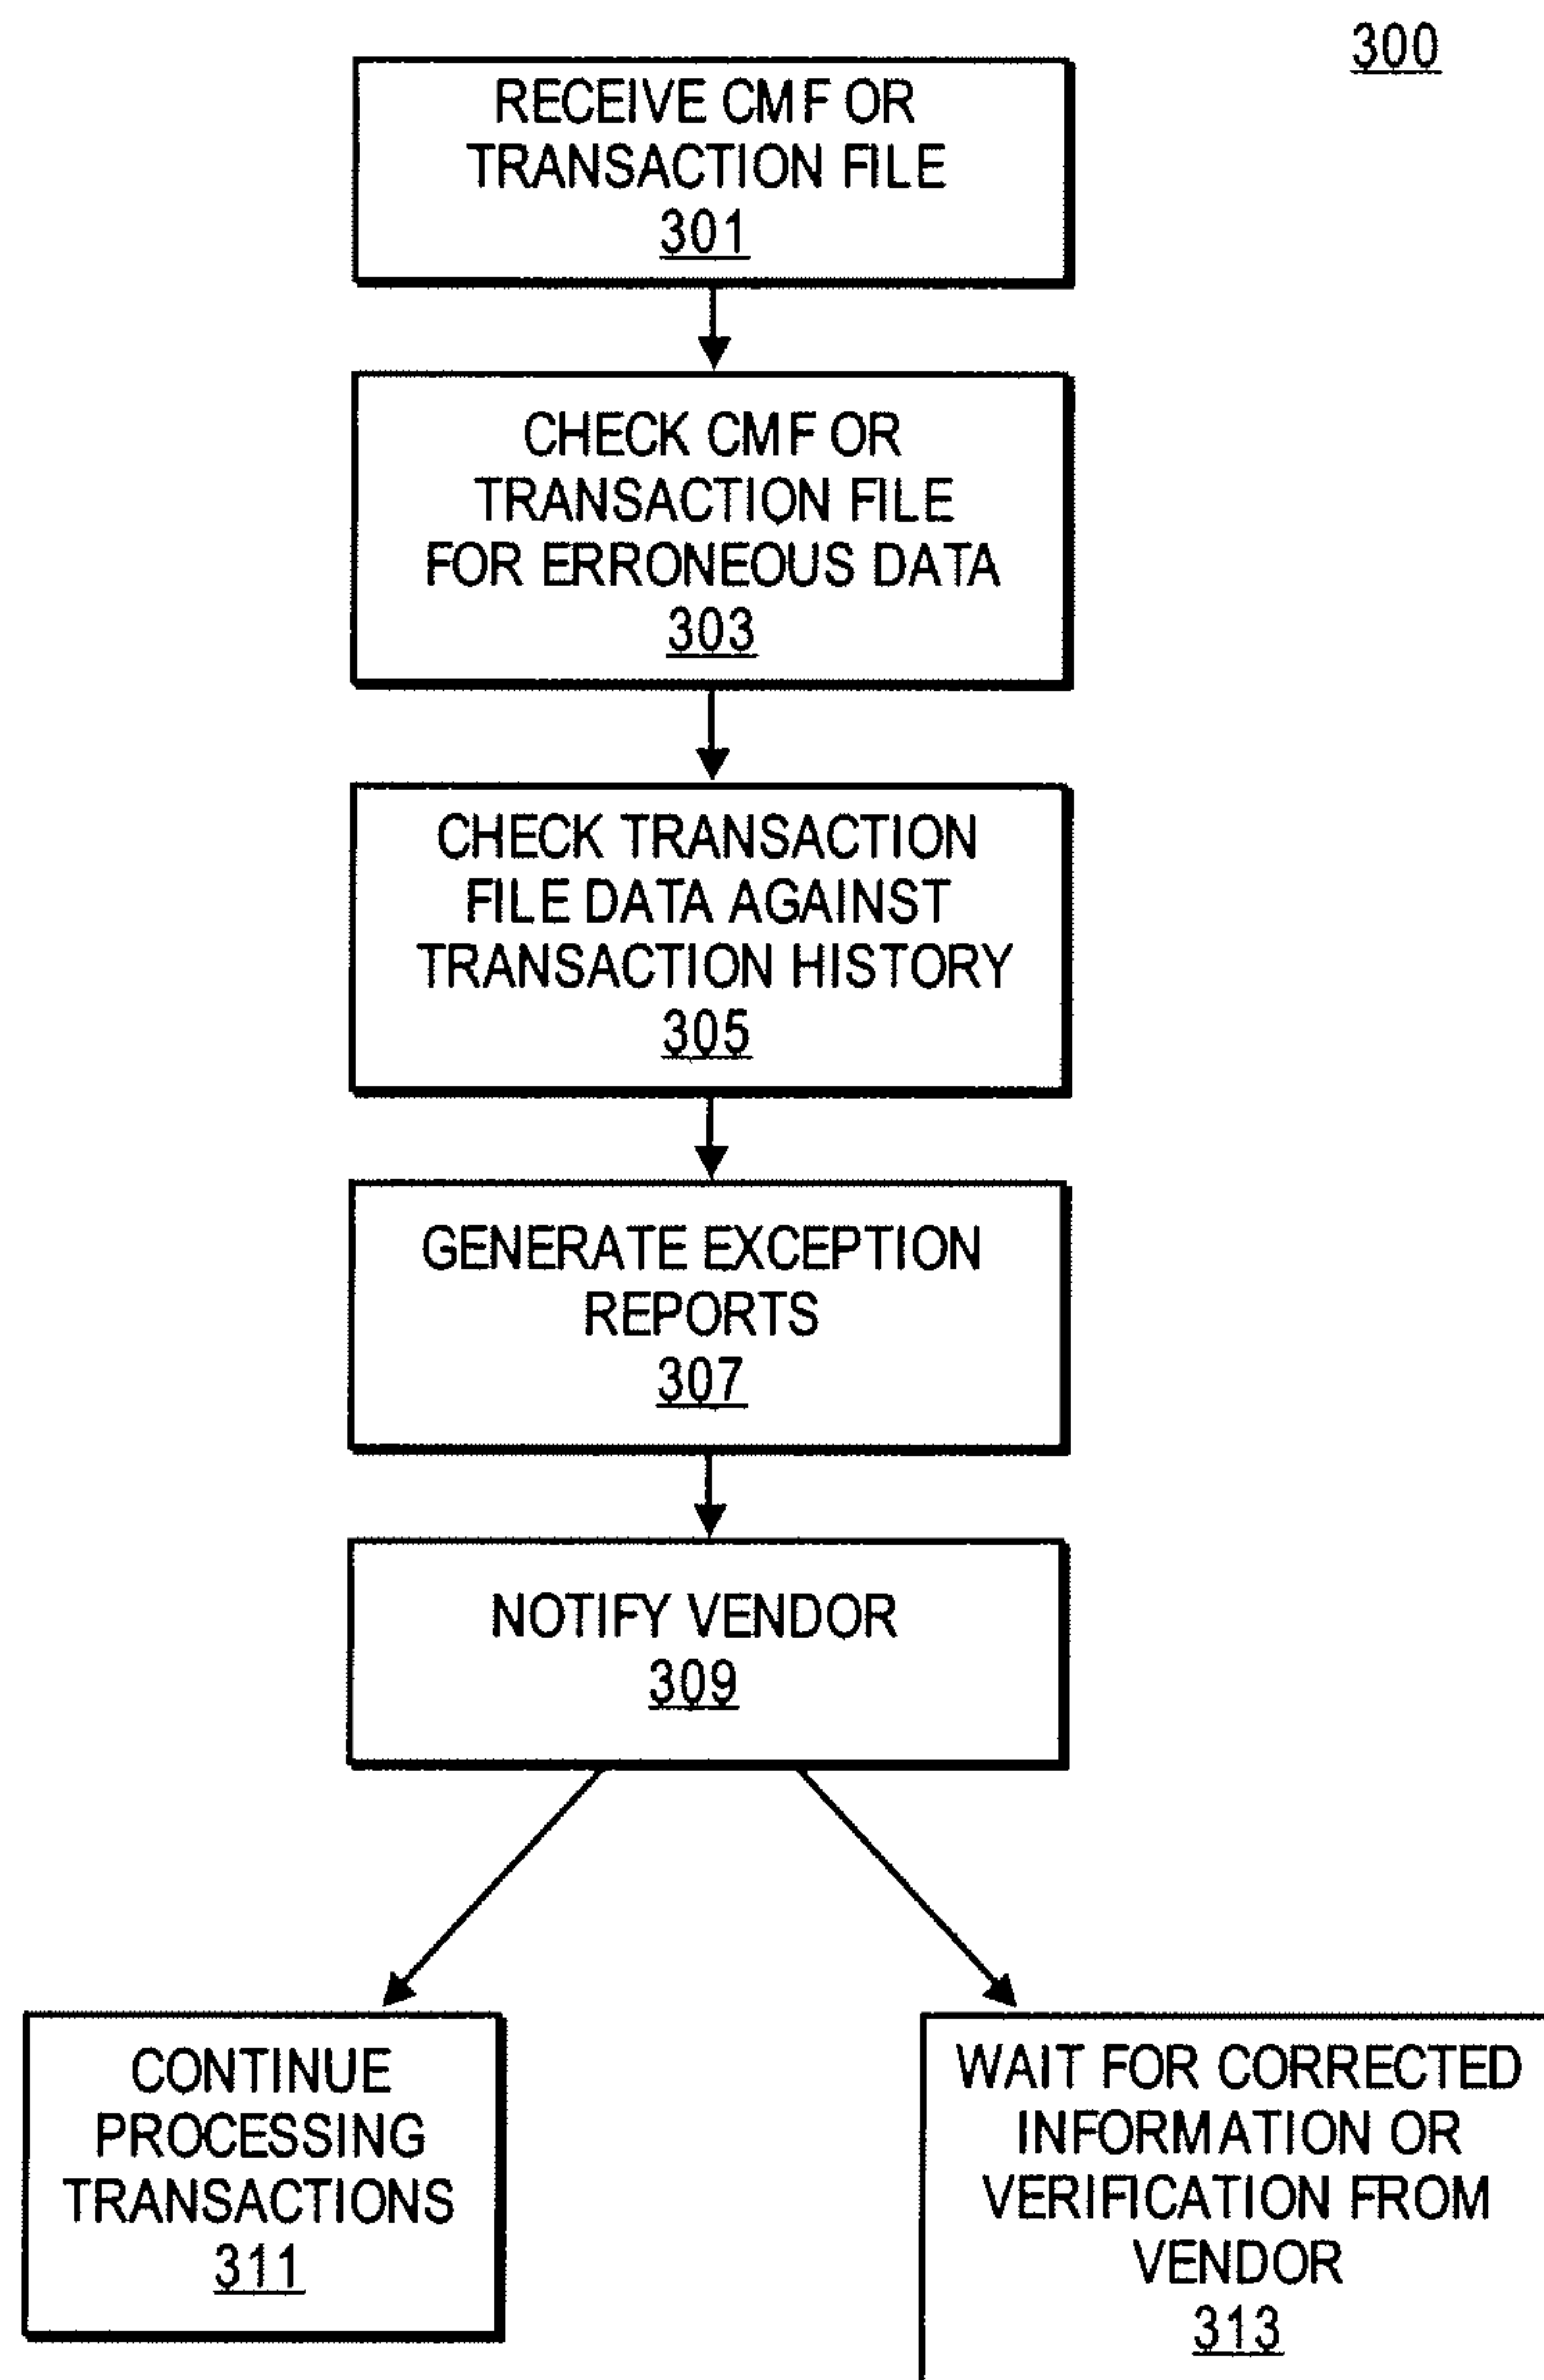 300
RECEIVE CMF OR
TRANSACTION FILE
301
CHECK CMF OR
TRANSACTION FILE
FOR ERRONEOUS DATA
303
CHECK TRANSACTION
FILE DATA AGAINST
TRANSACTION HISTORY
305
GENERATE EXCEPTION
REPORTS
307
NOTIFY VENDOR
309
CONTINUE
PROCESSING
TRANSACTIONS
311
WAIT FOR CORRECTED
INFORMATION OR
VERIFICATION FROM
VENDOR
313